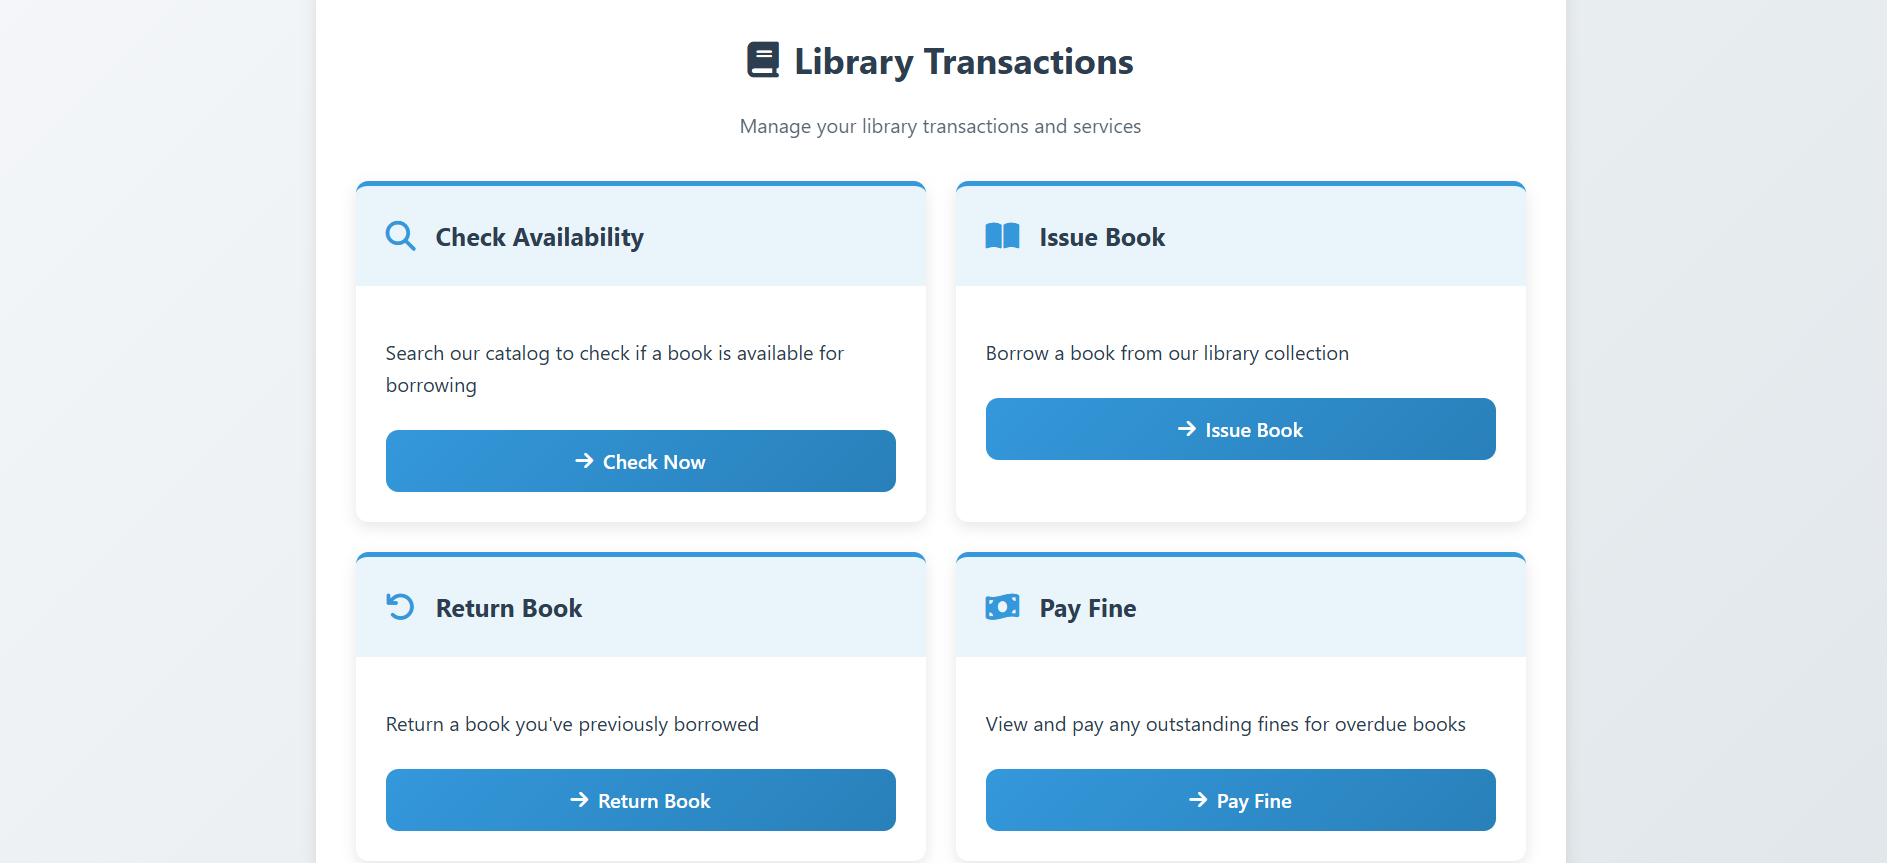 Library Transactions
Manage your library transactions and services
Check Availability
Search our catalog to check if a book is available for
borrowing
Check Now
Issue Book
Borrow a book from our library collection
Issue Book
Return Book
Return a book you've previously borrowed
Return Book
Pay Fine
View and pay any outstanding fines for overdue books
Pay Fine